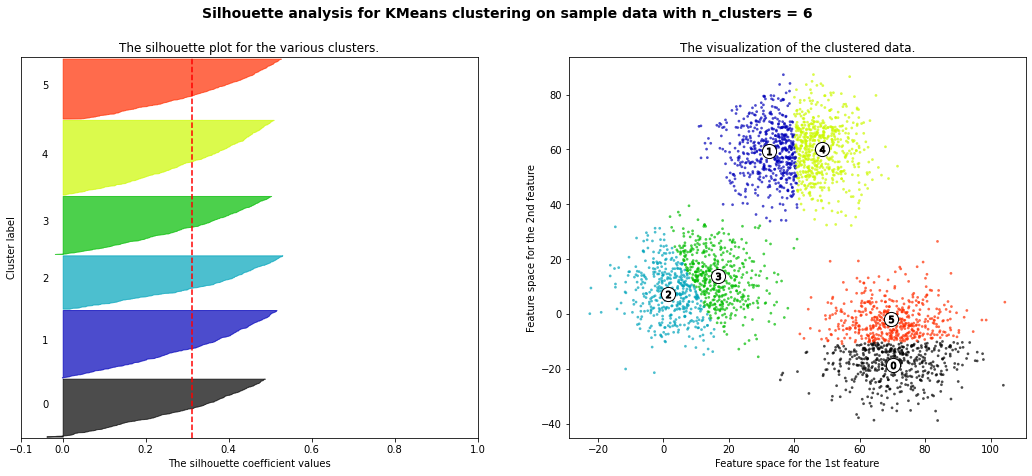 Silhouette analysis for KMeans clustering on sample data with n_clusters = 6
The silhouette plot for the various clusters.
Cluster label
5
4
3
2
1
0
-0.1 0.0 0.2 0.4 0.6 0.8 1.0
The silhouette coefficient values
The visualization of the clustered data.
Feature space for the 2nd feature
80
60
40
20
0
−20
−40
1 4
3
2
5
0
−20 0 20 40 60 80 100
Feature space for the 1st feature